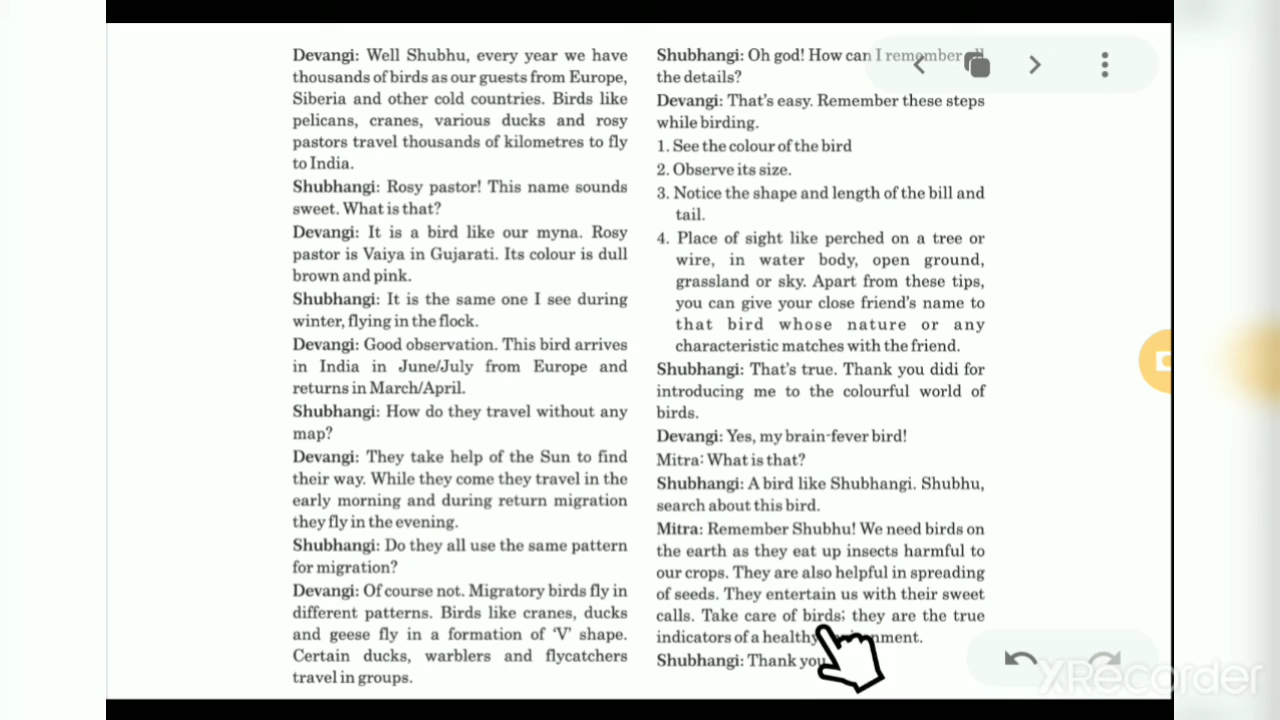 Devangi: Well Shubhu, every year we have
thousands of birds as our guests from Europe,
Siberia and other cold countries. Birds like
pelicans, cranes, various ducks and rosy
pastors travel thousands of kilometres to fly
to India.
Shubhangi: Rosy pastor! This name sounds
sweet. What is that?
Devangi: It is a bird like our myna. Rosy
pastor is Vaiya in Gujarati. Its colour is dull
brown and pink.
Shubhangi: It is the same one I see during
winter, flying in the flock.
Devangi: Good observation. This bird arrives
in India in June/July from Europe and
returns in March/April.
Shubhangi: How do they travel without any
map?
Devangi: They take help of the Sun to find
their way. While they come they travel in the
early morning and during return migration
they fly in the evening.
Shubhangi: Do they all use the same pattern
for migration?
Devangi: Of course not. Migratory birds fly in
different patterns. Birds like cranes, ducks
and geese fly in a formation of ‘V’ shape.
Certain ducks, warblers and flycatchers
travel in groups.
Shubhangi: Oh god! How can I remember
the details?
Devangi: That’s easy. Remember these steps
while birding.
1. See the colour of the bird
2. Observe its size.
3. Notice the shape and length of the bill and
tail.
4. Place of sight like perched on a tree or
wire, in water body, open ground,
grassland or sky. Apart from these tips,
you can give your close friend’s name to
that bird whose nature or any
characteristic matches with the friend.
Shubhangi: That’s true. Thank you didi for
introducing me to the colourful world of
birds.
Devangi: Yes, my brain-fever bird!
Mitra: What is that?
Shubhangi: A bird like Shubhangi. Shubhu,
search about this bird.
Mitra: Remember Shubhu! We need birds on
the earth as they eat up insects harmful to
our crops. They are also helpful in spreading
of seeds. They entertain us with their sweet
calls. Take care of birds; they are the true
indicators of a healthy
Shubhangi: Thank you
XRecorder